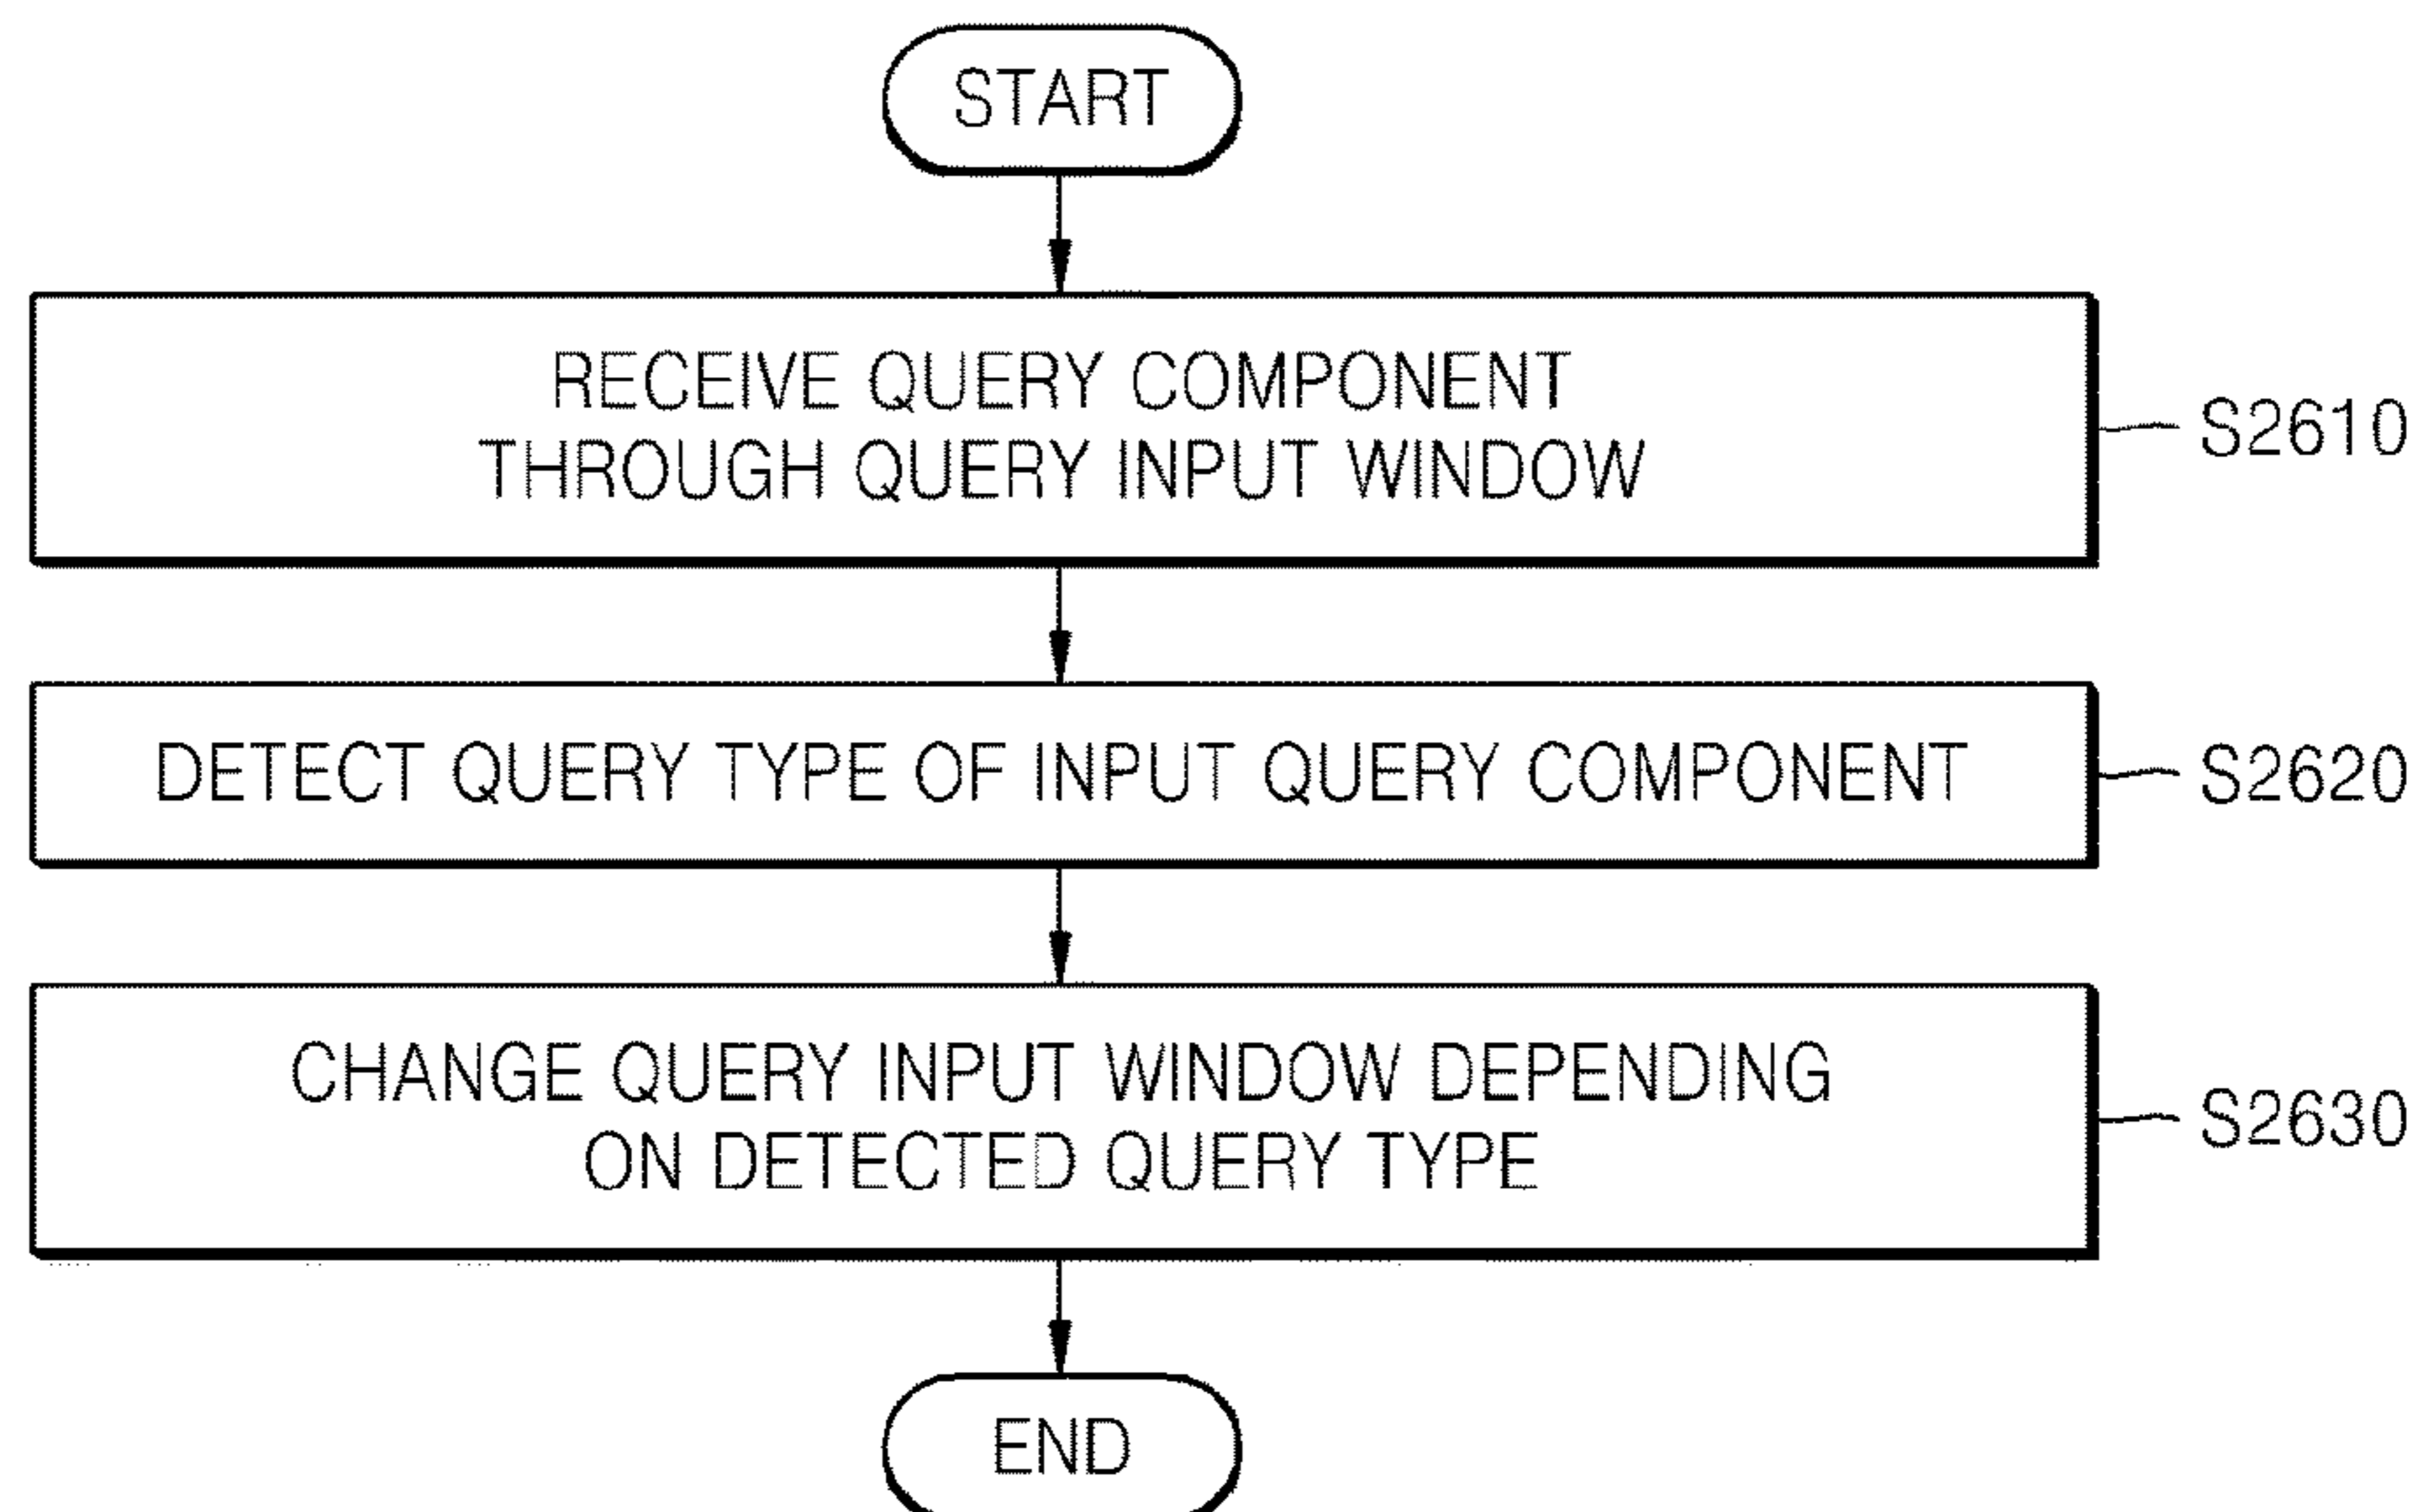 START
RECEIVE QUERY COMPONENT
THROUGH QUERY INPUT WINDOW
S2610
DETECT QUERY TYPE OF INPUT QUERY COMPONENT
S2620
CHANGE QUERY INPUT WINDOW DEPENDING
ON DETECTED QUERY TYPE
S2630
END